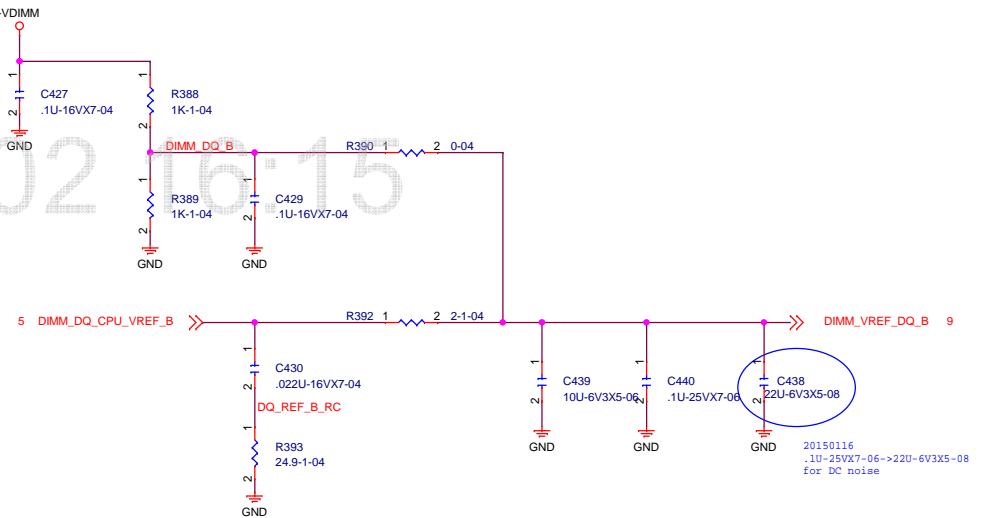 VDIMM
1
C427
.1U-16VX7-04
2
GND
1
R388
1K-1-04
2
DIMM_DQ_B
R390 1 2 0-04
02 16:15
1
R389
1K-1-04
2
GND
1
C429
.1U-16VX7-04
2
GND
5 DIMM_DQ_CPU_VREF_B
R392 1 2 2-1-04
DIMM_VREF_DQ_B 9
1
C430
.022U-16VX7-04
2
DQ_REF_B_RC
1
R393
24.9-1-04
2
GND
1
C439
10U-6V3X5-06
2
GND
1
C440
.1U-25VX7-06
2
GND
1
C438
22U-6V3X5-08
2
GND
20150116
.1U-25VX7-06->22U-6V3X5-08
for DC noise